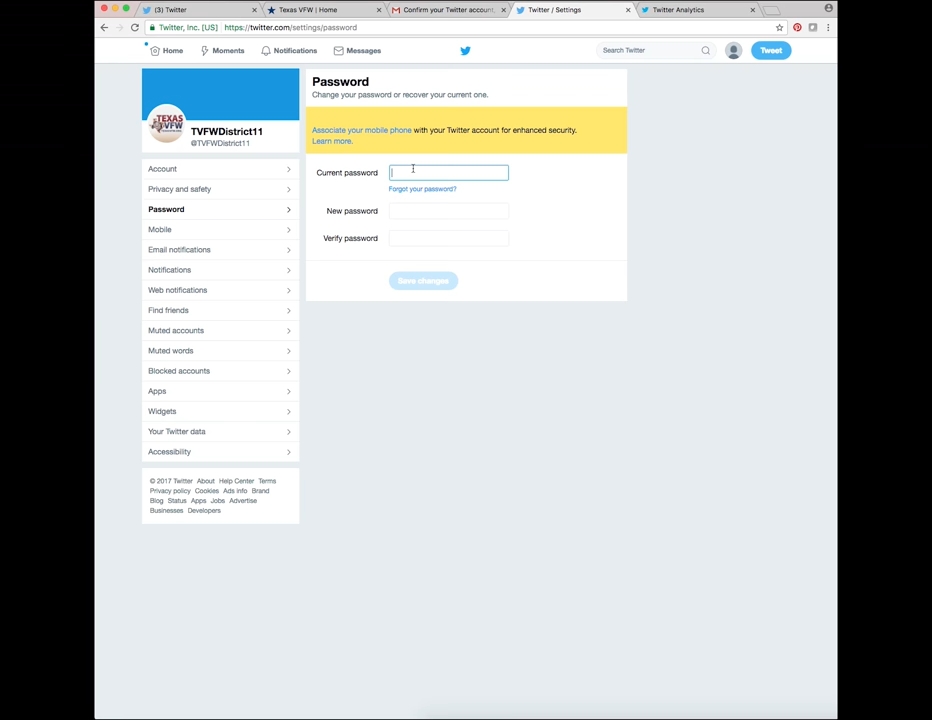 (3) Twitter
Texas VFW | Home
Confirm your Twitter account,
Twitter / Settings
Twitter Analytics
Twitter, Inc. [US] https://twitter.com/settings/password
Home Moments Notifications Messages Search Twitter Tweet
TEXAS
VFW
TVFWDistrict11
@TVFWDistrict11
Account
Privacy and safety
Password
Mobile
Email notifications
Notifications
Web notifications
Find friends
Muted accounts
Muted words
Blocked accounts
Apps
Widgets
Your Twitter data
Accessibility
© 2017 Twitter About Help Center Terms
Privacy policy Cookies Ads info Brand
Blog Status Apps Jobs Advertise
Businesses Developers
Password
Change your password or recover your current one.
Associate your mobile phone with your Twitter account for enhanced security.
Learn more.
Current password
Forgot your password?
New password
Verify password
Save changes